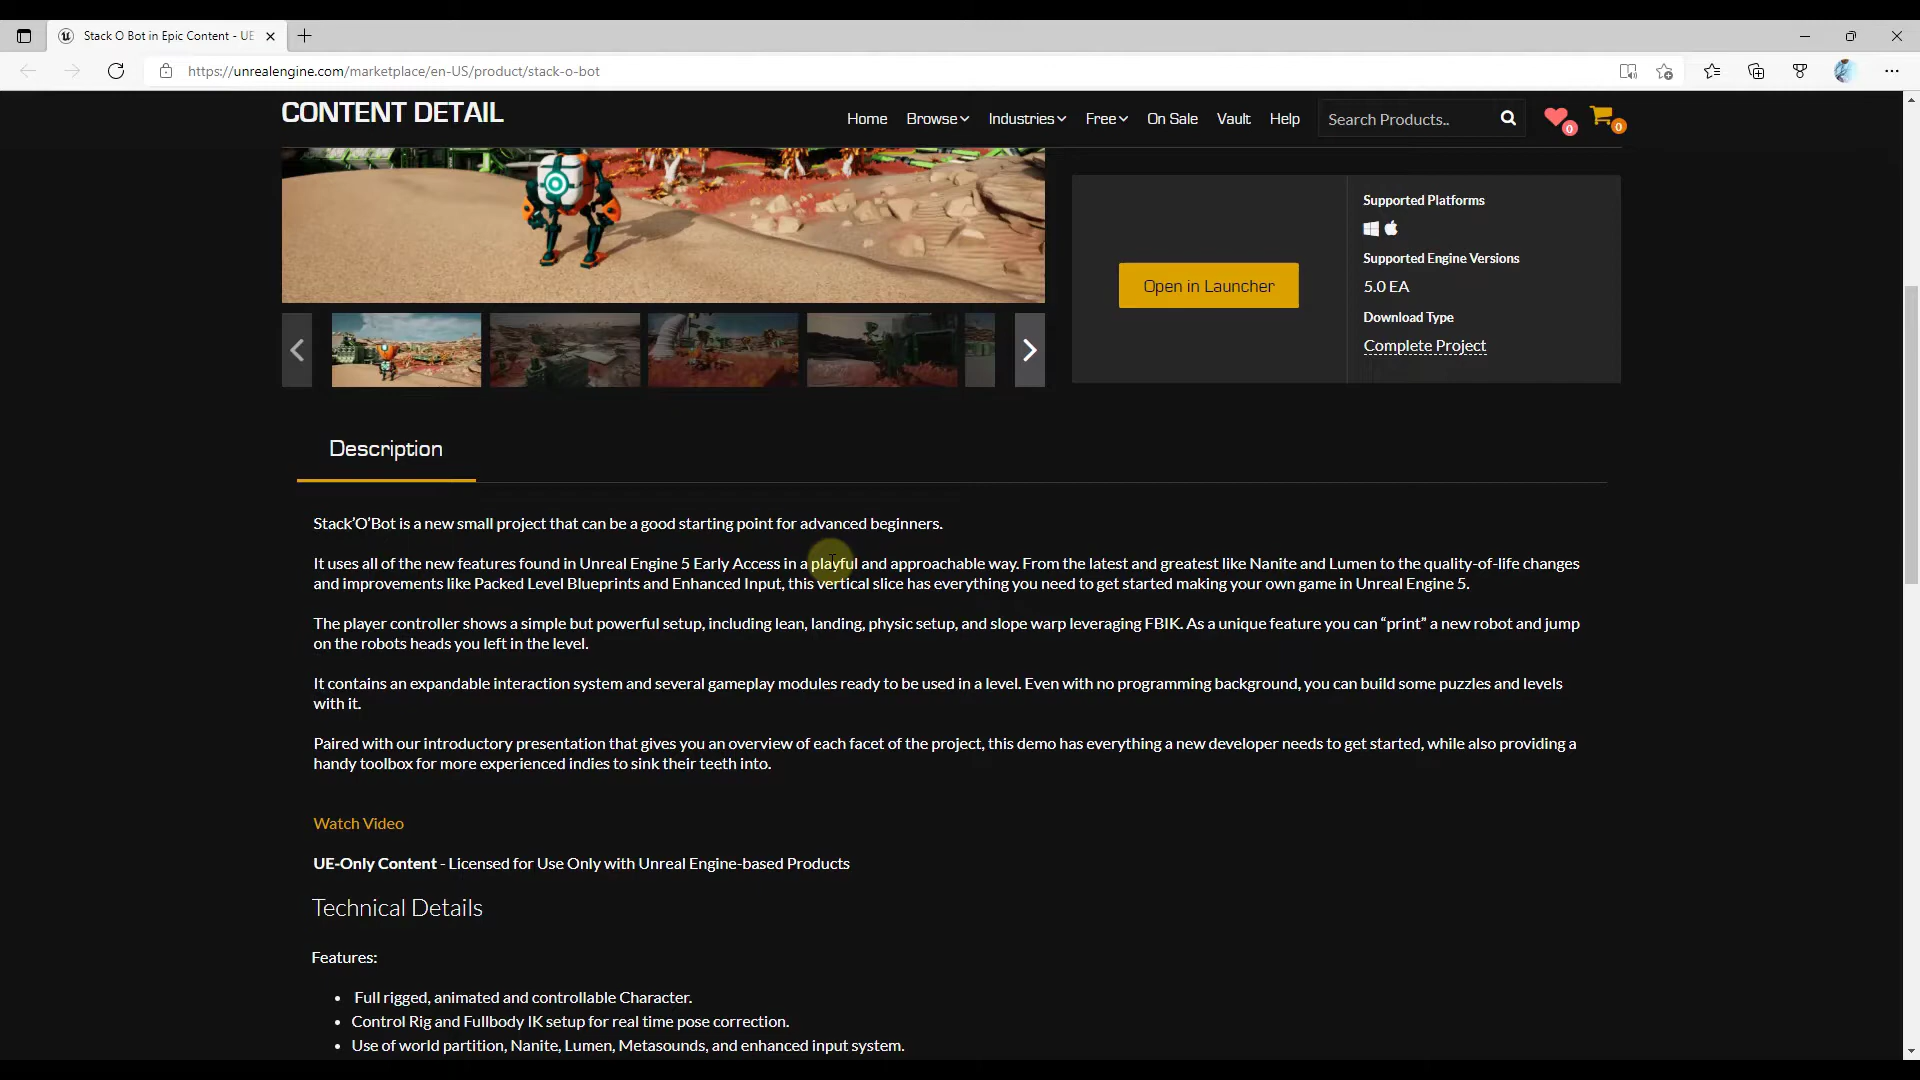 Stack O Bot in Epic Content - UE
https://unrealengine.com/marketplace/en-US/product/stack-o-bot
CONTENT DETAIL
Home Browse Industries Free On Sale Vault Help Search Products.. 0 0
Supported Platforms
Supported Engine Versions
5.0 EA
Open in Launcher
Download Type
Complete Project
Description
Stack'O'Bot is a new small project that can be a good starting point for advanced beginners.
It uses all of the new features found in Unreal Engine 5 Early Access in a playful and approachable way. From the latest and greatest like Nanite and Lumen to the quality-of-life changes
and improvements like Packed Level Blueprints and Enhanced Input, this vertical slice has everything you need to get started making your own game in Unreal Engine 5.
The player controller shows a simple but powerful setup, including lean, landing, physic setup, and slope warp leveraging FBIK. As a unique feature you can “print” a new robot and jump
on the robots heads you left in the level.
It contains an expandable interaction system and several gameplay modules ready to be used in a level. Even with no programming background, you can build some puzzles and levels
with it.
Paired with our introductory presentation that gives you an overview of each facet of the project, this demo has everything a new developer needs to get started, while also providing a
handy toolbox for more experienced indies to sink their teeth into.
Watch Video
UE-Only Content - Licensed for Use Only with Unreal Engine-based Products
Technical Details
Features:
• Full rigged, animated and controllable Character.
• Control Rig and Fullbody IK setup for real time pose correction.
• Use of world partition, Nanite, Lumen, Metasounds, and enhanced input system.